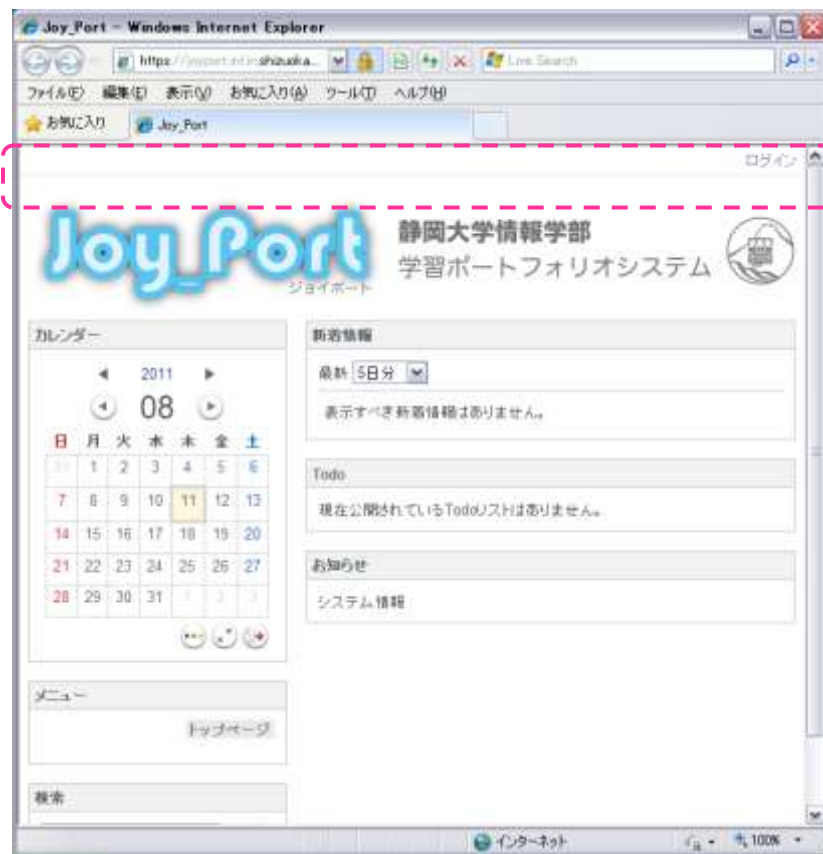 Joy_Port - Windows Internet Explorer
https
shizuoka...
Live Search
ファイル(F) 編集(E) 表示(V) お気に入り(A) ツール(T) ヘルプ(H)
お気に入り Joy_Port
ログイン
Joy_Port
ジョイポート
静岡大学情報学部
学習ポートフォリオシステム
カレンダー
2011
08
日 月 火 水 木 金 土
31 1 2 3 4 5 6
7 8 9 10 11 12 13
14 15 16 17 18 19 20
21 22 23 24 25 26 27
28 29 30 31 1 2 3
メニュー
トップページ
検索
新着情報
最新 5日分
表示すべき新着情報はありません。
Todo
現在公開されているTodoリストはありません。
お知らせ
システム情報
インターネット 100%